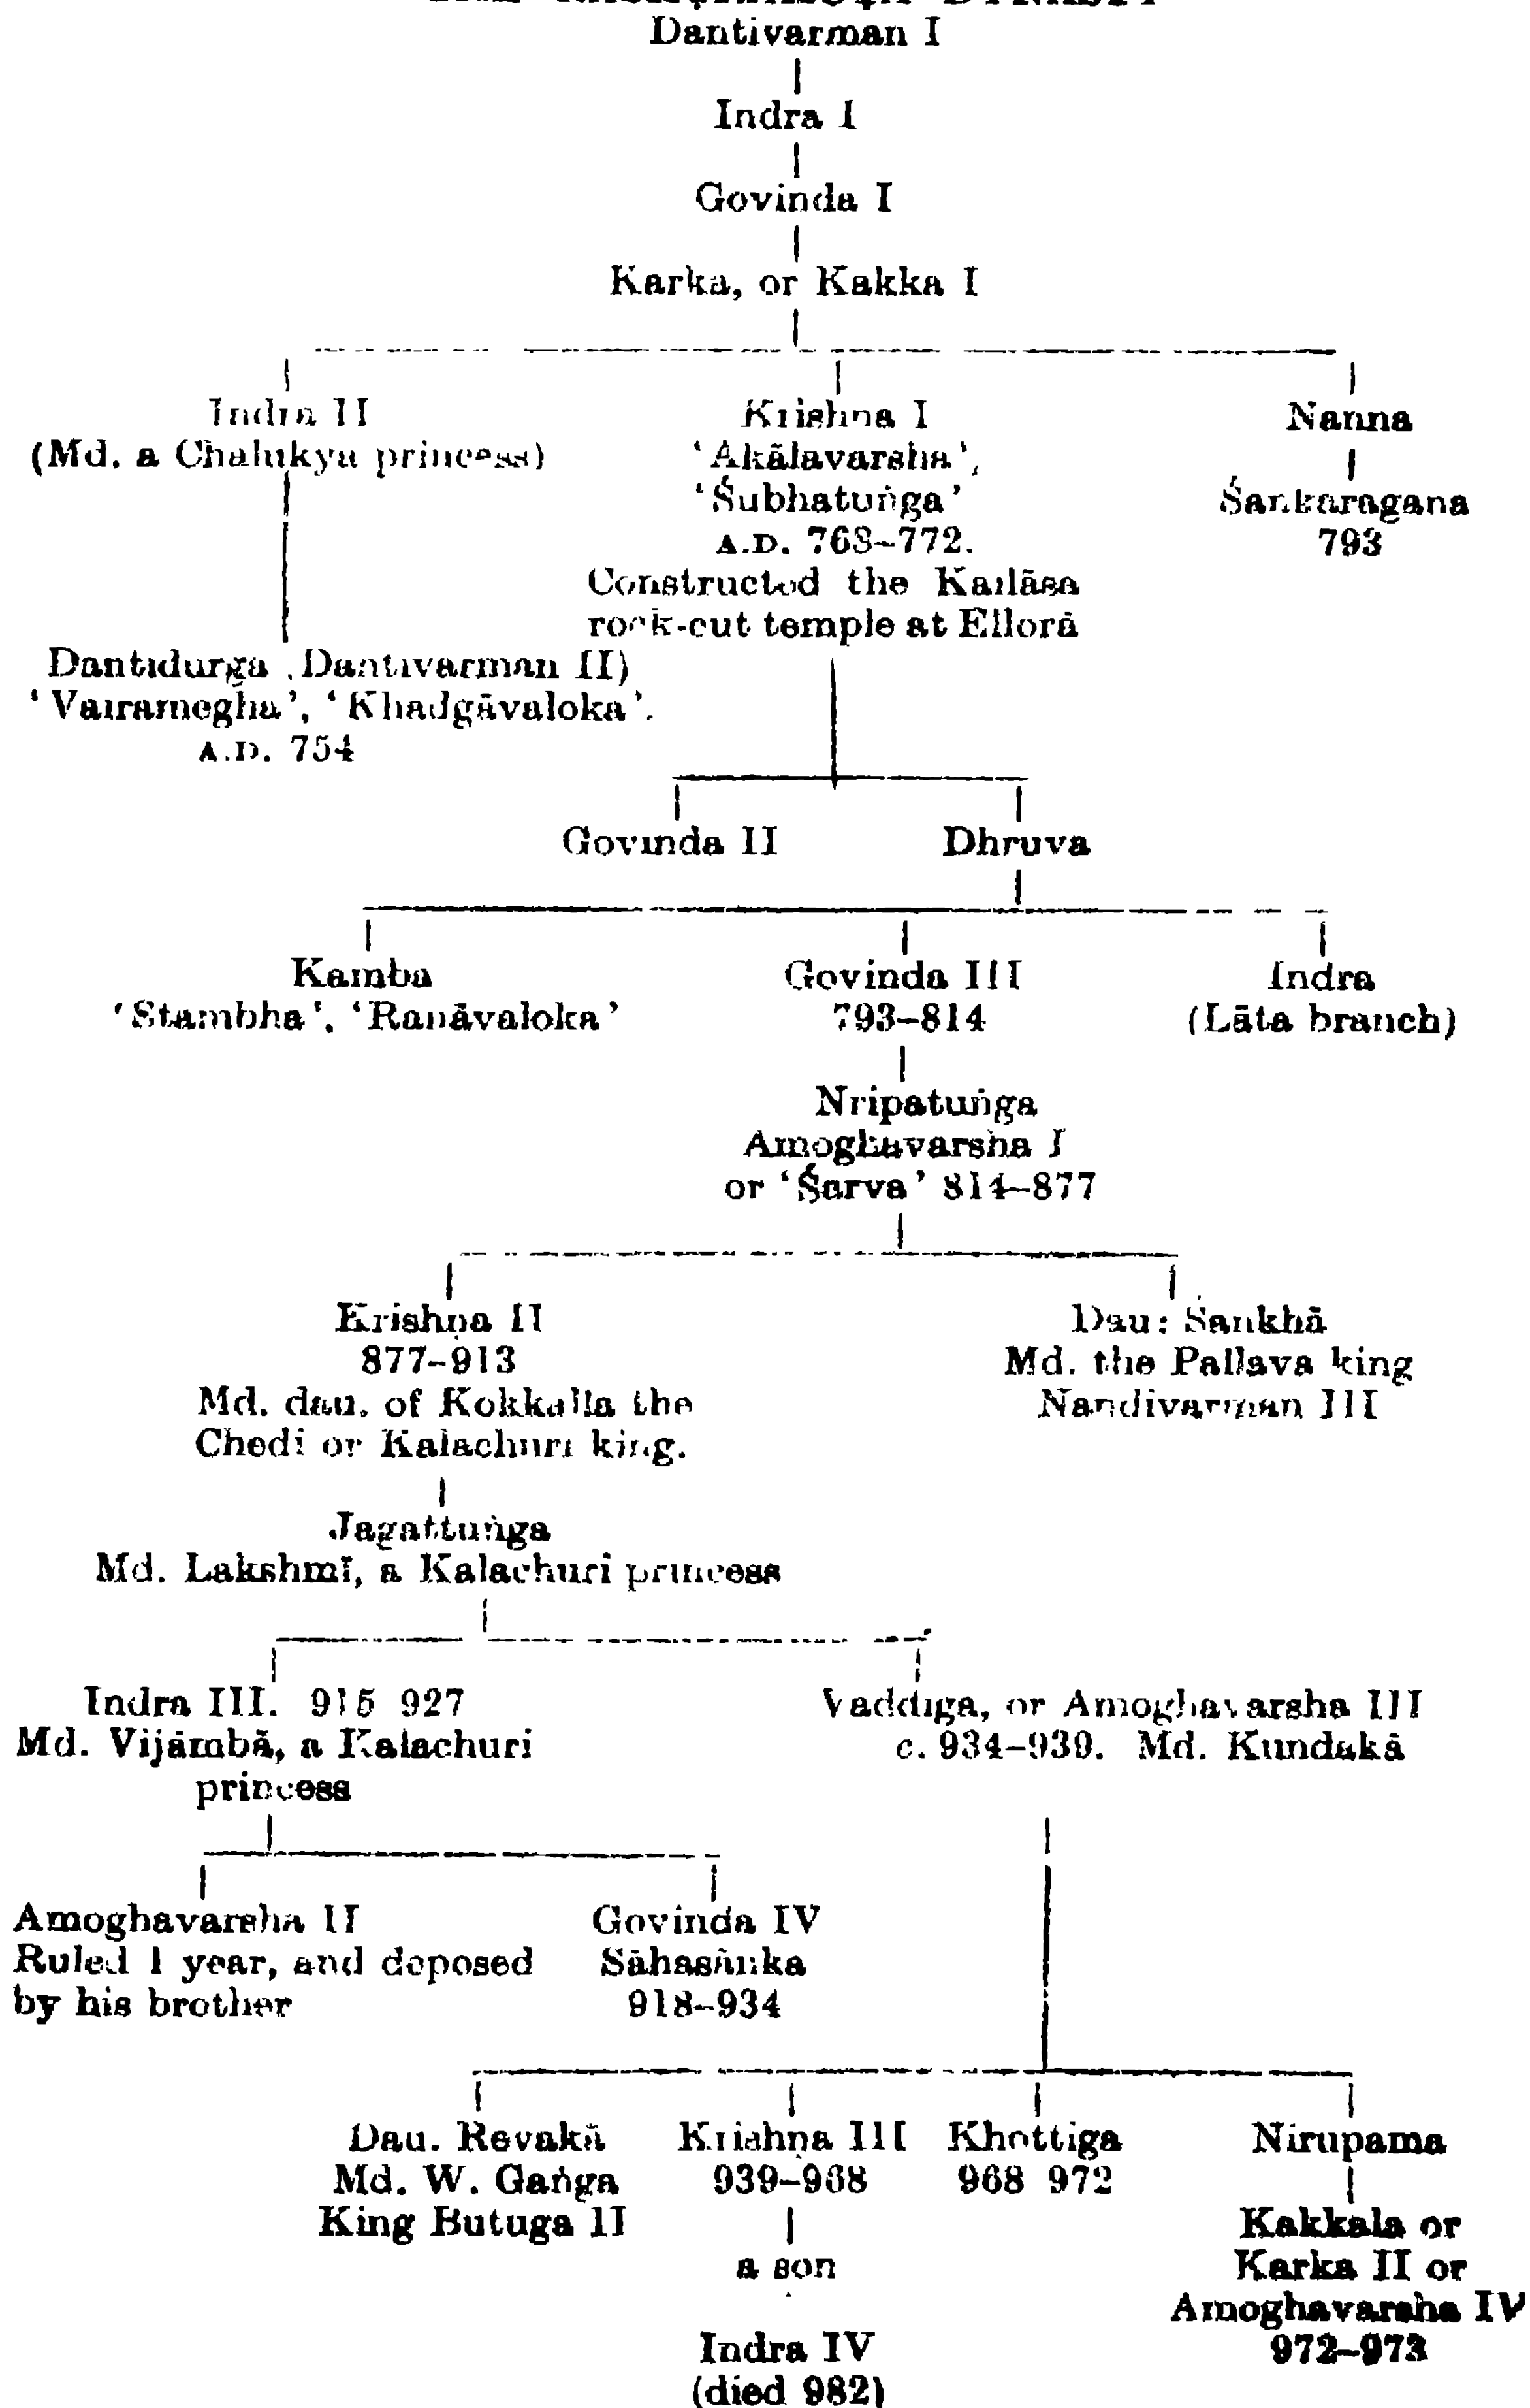 Dantivarman I
Indra I
Govinda I
Karka, or Kakka I
Indra II
(Md. a Chalukya princess)
Krishna I
'Akālavarsha',
'Śubhatuṅga'
A.D. 768–772.
Constructed the Kailāsa
rock-cut temple at Ellorā
Nanna
Śankaragana
793
Dantidurga (Dantivarman II)
'Vairamegha', 'Khadgāvaloka'.
A.D. 754
Govinda II
Dhruva
Kamba
'Stambha', 'Ranāvaloka'
Govinda III
793–814
Indra
(Lāta branch)
Nripatuṅga
Amoghavarsha I
or 'Śarva' 814–877
Krishṇa II
877–913
Md. dau. of Kokkalla the
Chedi or Kalachuri king.
Dau: Śankhā
Md. the Pallava king
Nandivarman III
Jagattuṅga
Md. Lakshmī, a Kalachuri princess
Indra III. 915 927
Md. Vijāmbā, a Kalachuri
princess
Vaddiga, or Amoghavarsha III
c. 934–939. Md. Kundakā
Amoghavarsha II
Ruled 1 year, and deposed
by his brother
Govinda IV
Sāhasānka
918–934
Dau. Revakā
Md. W. Gaṅga
King Butuga II
Krishṇa III
939–968
a son
Indra IV
(died 982)
Khottiga
968 972
Nirupama
Kakkala or
Karka II or
Amoghavarsha IV
972–973